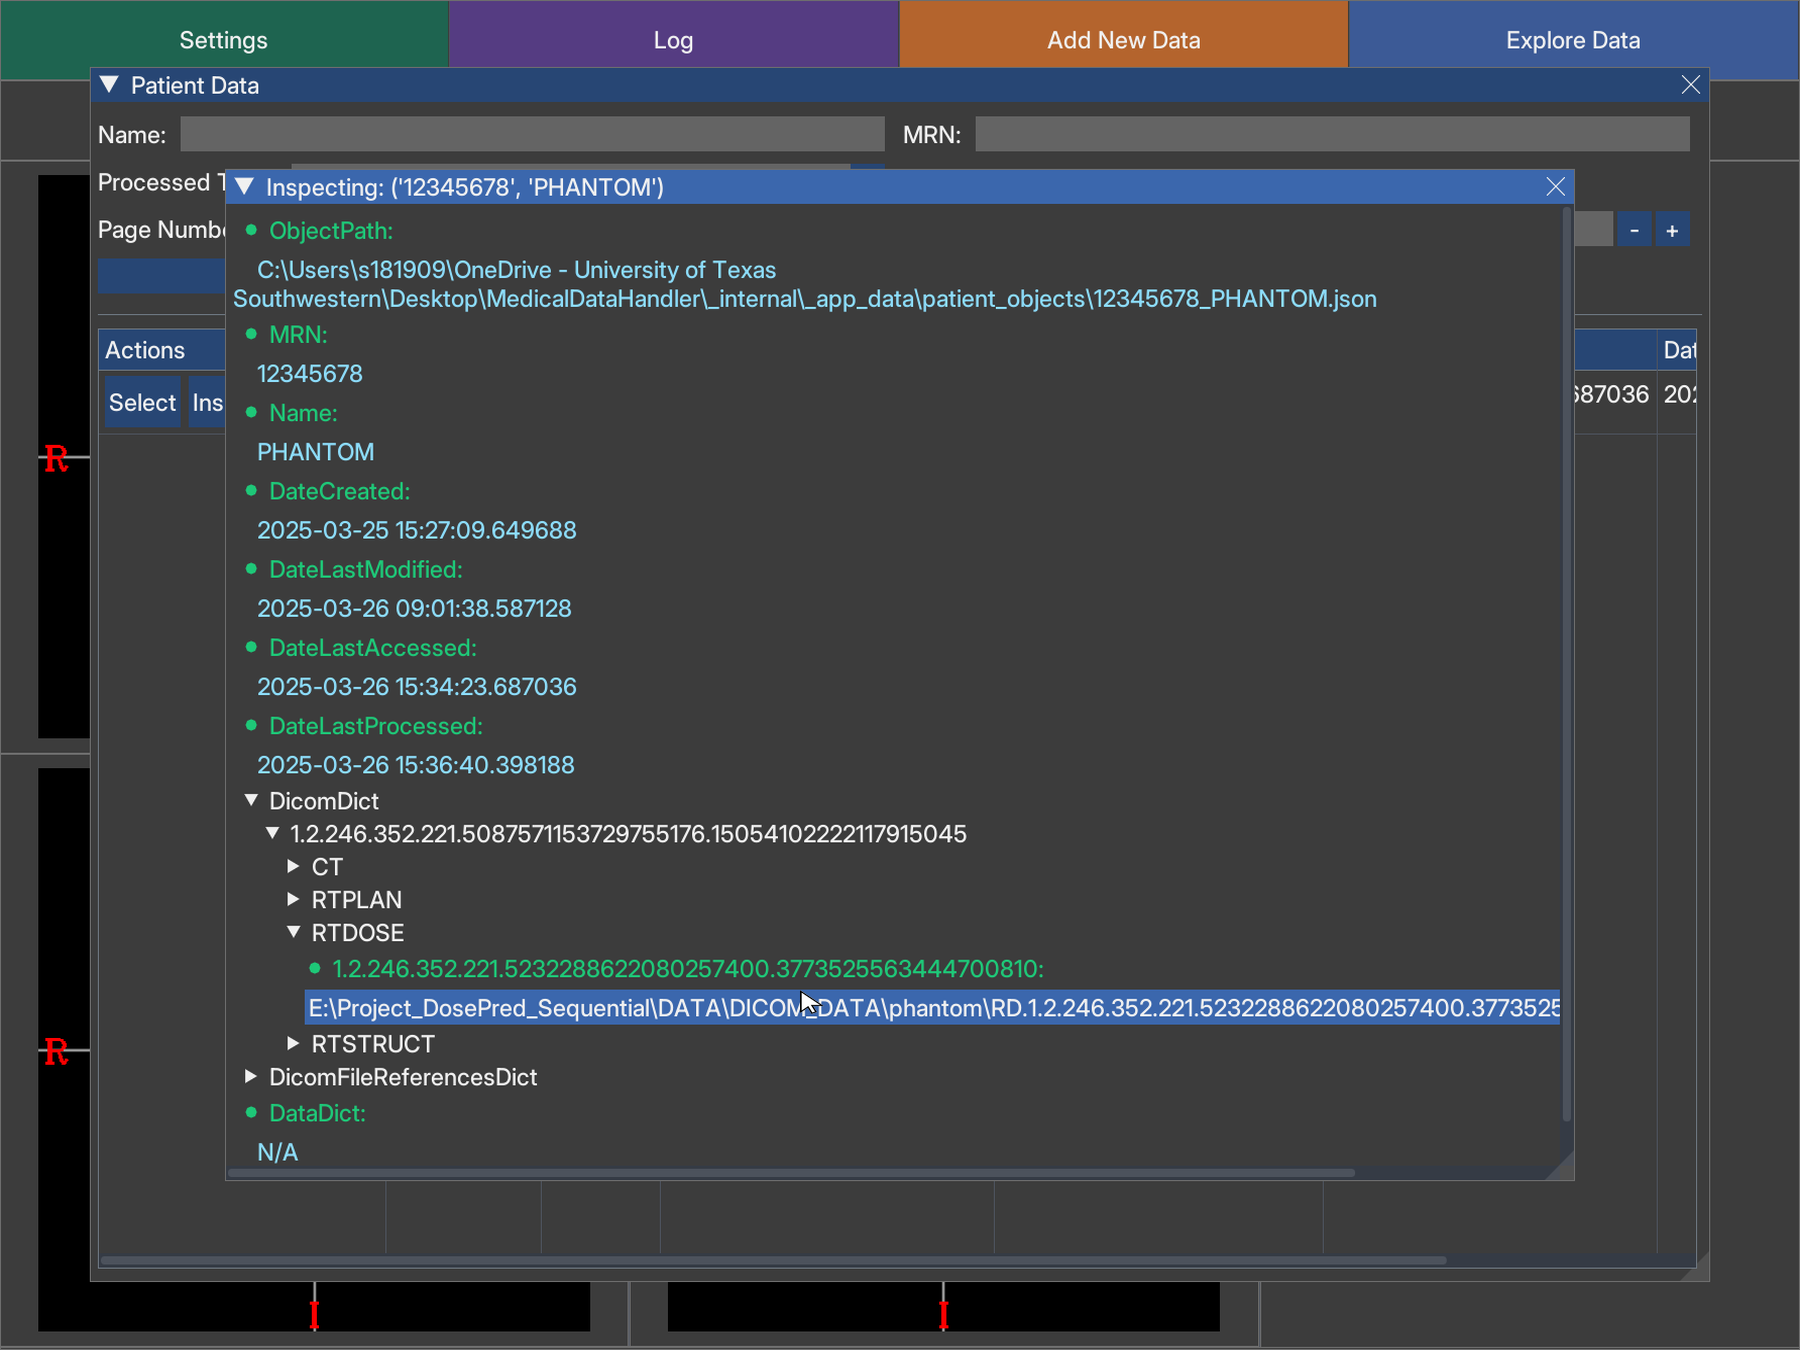 Settings
Log
Add New Data
Explore Data
Patient Data
Name:
MRN:
Processed T
Inspecting: ('12345678', 'PHANTOM')
Page Numbe
- +
ObjectPath:
C:\Users\s181909\OneDrive - University of Texas
Southwestern\Desktop\MedicalDataHandler\_internal\_app_data\patient_objects\12345678_PHANTOM.json
MRN:
12345678
Actions
Dat
Select
Ins
687036
202
Name:
PHANTOM
DateCreated:
2025-03-25 15:27:09.649688
DateLastModified:
2025-03-26 09:01:38.587128
DateLastAccessed:
2025-03-26 15:34:23.687036
DateLastProcessed:
2025-03-26 15:36:40.398188
DicomDict
1.2.246.352.221.5087571153729755176.15054102222117915045
CT
RTPLAN
RTDOSE
1.2.246.352.221.5232288622080257400.3773525563444700810:
E:\Project_DosePred_Sequential\DATA\DICOM_DATA\phantom\RD.1.2.246.352.221.5232288622080257400.3773525
RTSTRUCT
DicomFileReferencesDict
DataDict:
N/A
R
R
I
I